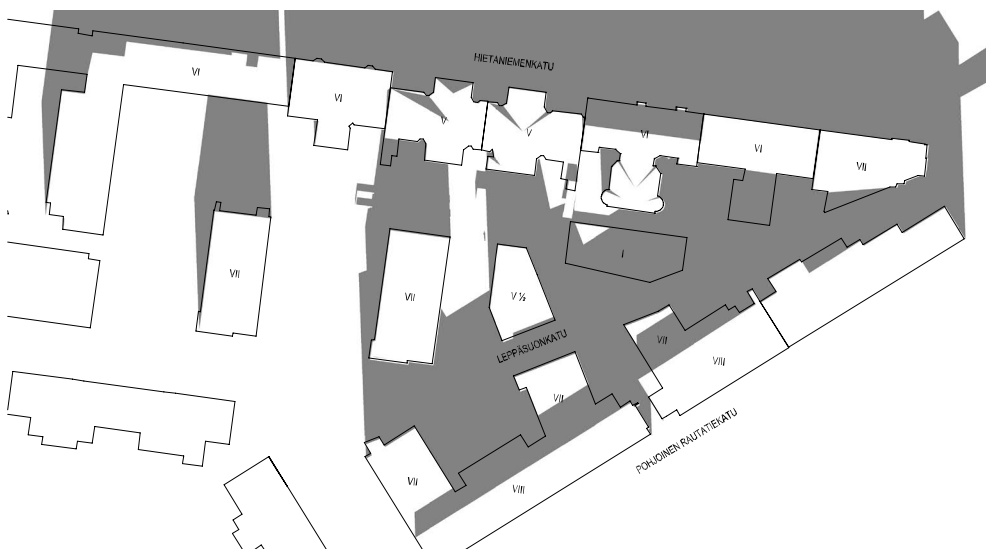 HIETANIEMENKATU
VI
VI
V
V
VI
VI
VII
VII
VII
V ½
I
LEPPÄSUONKATU
VII
VIII
VII
VII
VIII
POHJOINEN RAUTATIEKATU